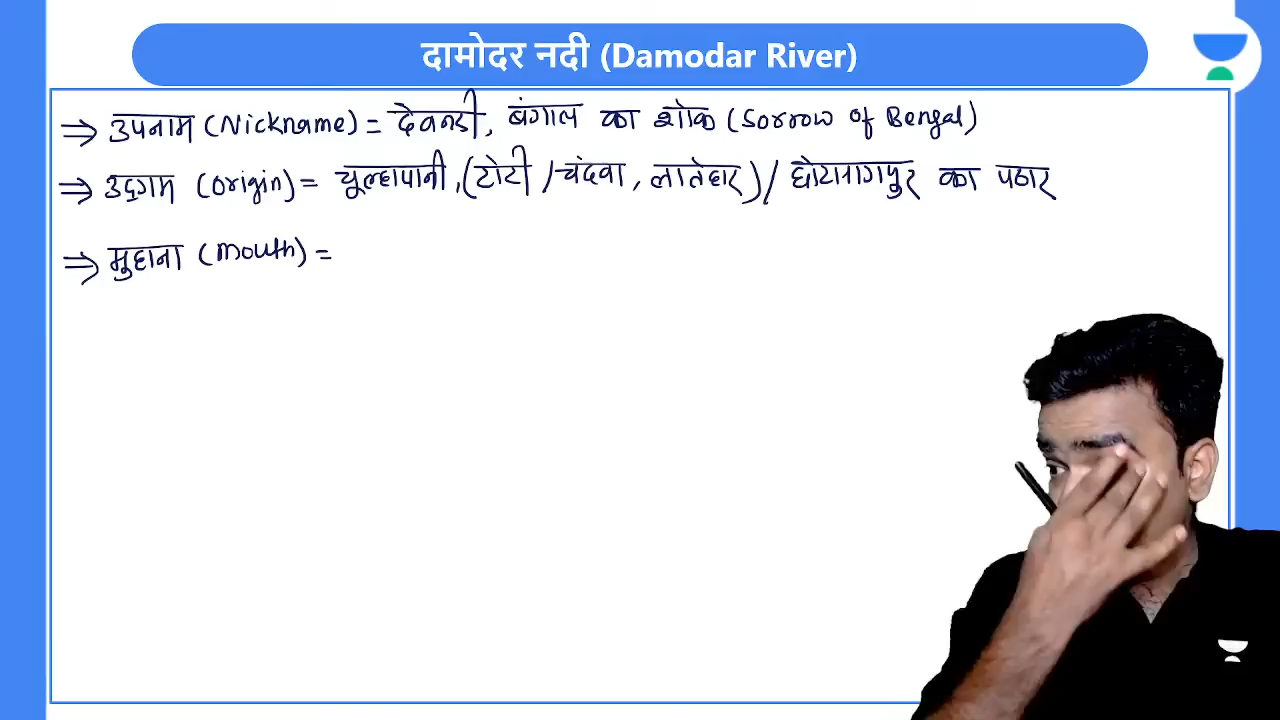 दामोदर नदी (Damodar River)
⇒ उपनाम (Nickname) = देवनदी, बंगाल का शोक (Sorrow of Bengal)
⇒ उद्गम (Origin) = चूल्हापानी, (टोटी / चंदवा, लातेहार) / छोटानागपुर का पठार
⇒ मुहाना (Mouth) =